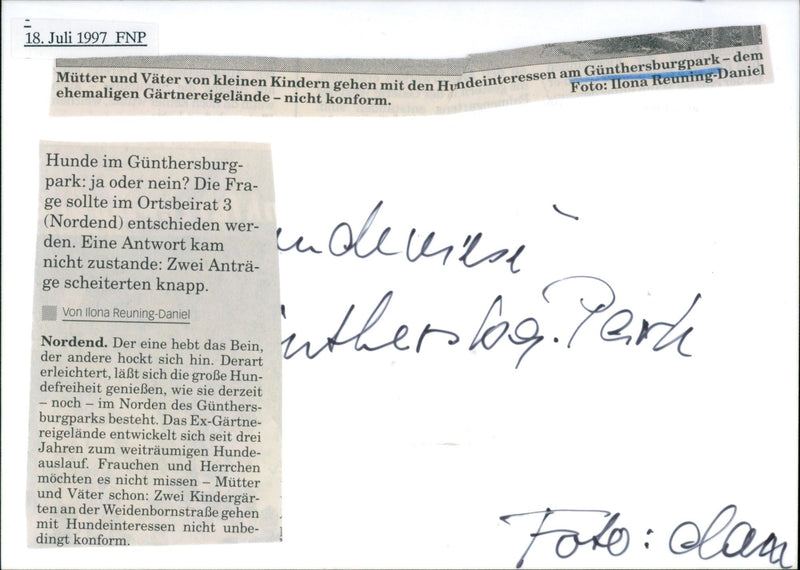 18. Juli 1997 FNP
Mütter und Väter von kleinen Kindern gehen mit den Hundeinteressen am Günthersburgpark – dem
ehemaligen Gärtnereigelände – nicht konform. Foto: Ilona Reuning-Daniel
Hunde im Günthersburg-
park: ja oder nein? Die Fra-
ge sollte im Ortsbeirat 3
(Nordend) entschieden wer-
den. Eine Antwort kam
nicht zustande: Zwei Anträ-
ge scheiterten knapp.
Von Ilona Reuning-Daniel
Nordend. Der eine hebt das Bein,
der andere hockt sich hin. Derart
erleichtert, läßt sich die große Hun-
defreiheit genießen, wie sie derzeit
– noch – im Norden des Günthers-
burgparks besteht. Das Ex-Gärtne-
reigelände entwickelt sich seit drei
Jahren zum weiträumigen Hunde-
auslauf. Frauchen und Herrchen
möchten es nicht missen – Mütter
und Väter schon: Zwei Kindergär-
ten an der Weidenbornstraße gehen
mit Hundeinteressen nicht unbe-
dingt konform.
undewiese
üntherslbg. Park
Foto: